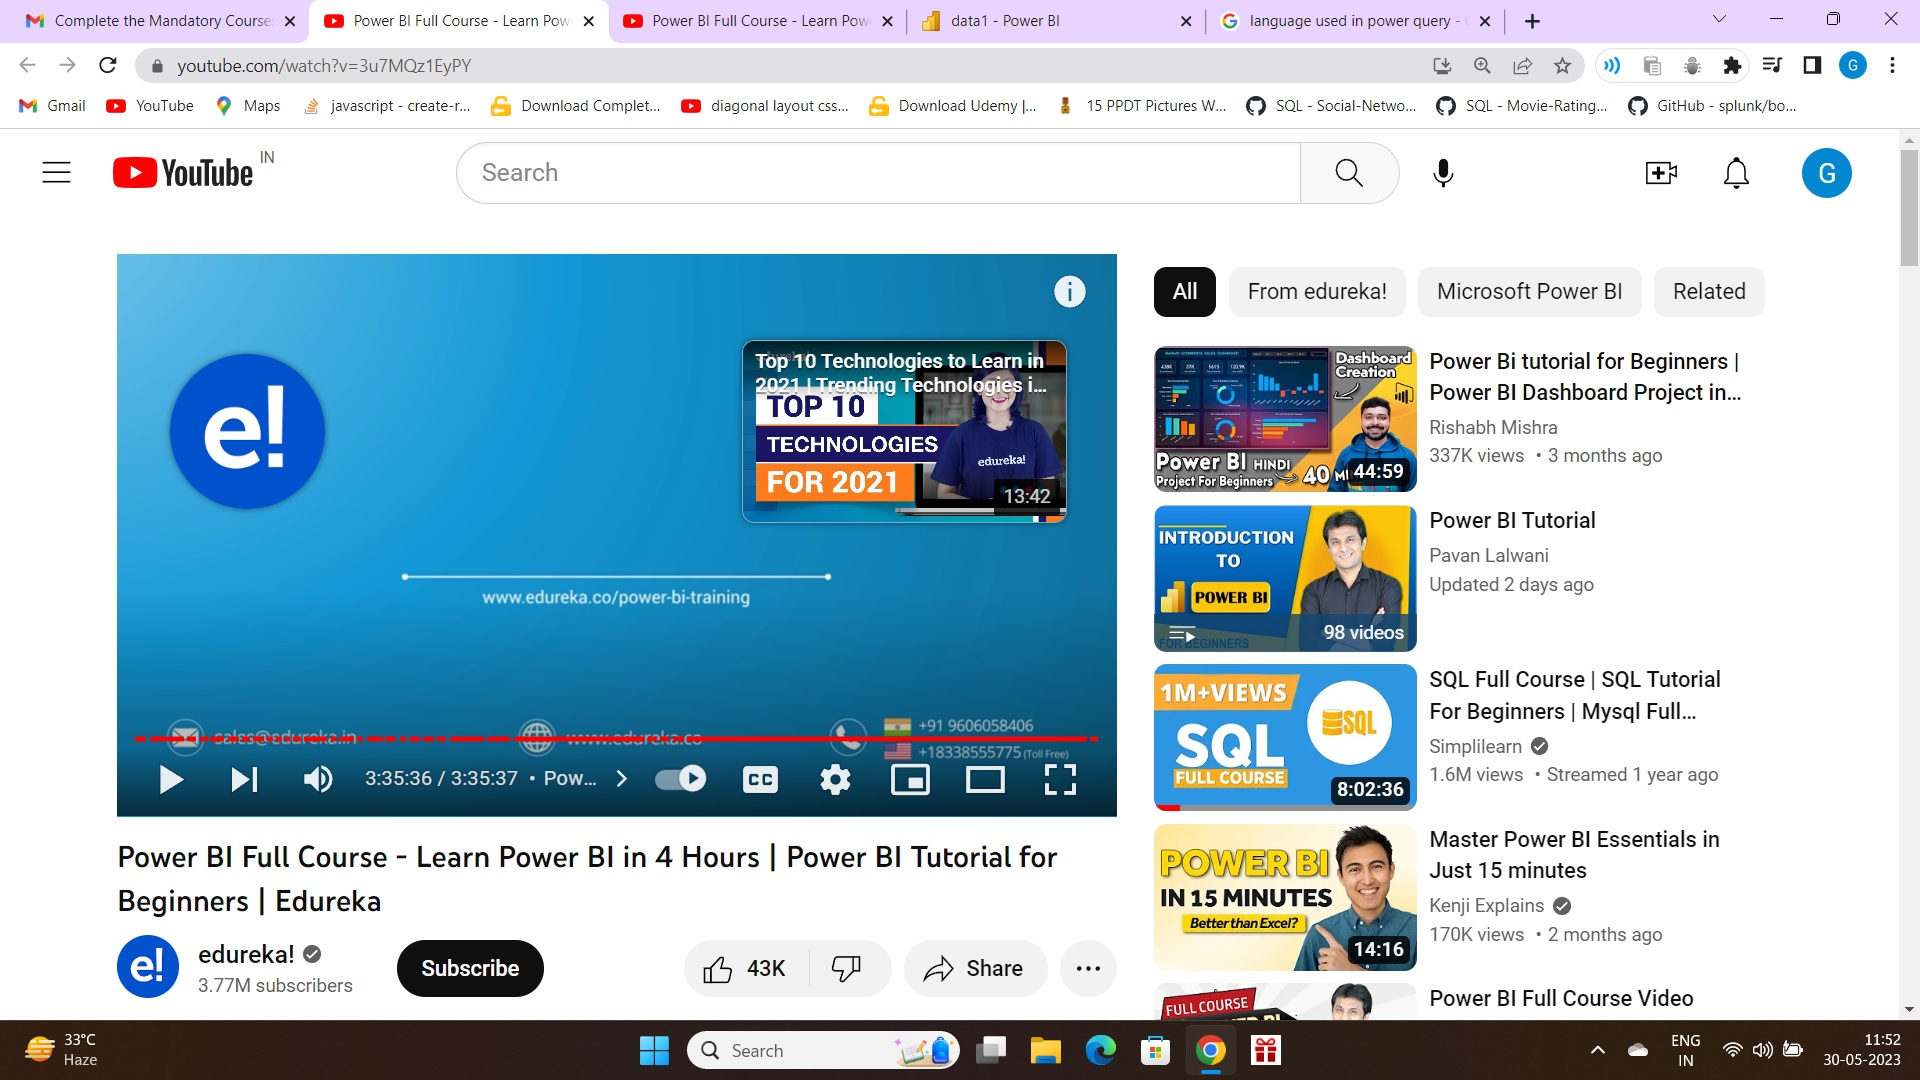 Complete the Mandatory Course
Power BI Full Course - Learn Pow
Power BI Full Course - Learn Pow
data1 - Power BI
language used in power query -
youtube.com/watch?v=3u7MQz1EyPY
G
Gmail
YouTube
Maps
javascript - create-r...
Download Complet...
diagonal layout css...
Download Udemy |...
15 PPDT Pictures W...
SQL - Social-Netwo...
SQL - Movie-Rating...
GitHub - splunk/bo...
YouTube IN
Search
G
e!
Top 10 Technologies to Learn in
2021 | Trending Technologies i...
TOP 10
TECHNOLOGIES
FOR 2021
edureka!
13:42
www.edureka.co/power-bi-training
sales@edureka.in
www.edureka.co
+91 9606058406
+18338555775 (Toll Free)
3:35:36 / 3:35:37 • Pow...
CC
Power BI Full Course - Learn Power BI in 4 Hours | Power BI Tutorial for
Beginners | Edureka
e!
edureka!
3.77M subscribers
Subscribe
43K
Share
All
From edureka!
Microsoft Power BI
Related
Dashboard
Creation
Power BI HINDI
Project For Beginners
40 MI
44:59
Power Bi tutorial for Beginners |
Power BI Dashboard Project in...
Rishabh Mishra
337K views • 3 months ago
INTRODUCTION
TO
POWER BI
FOR BEGINNERS
98 videos
Power BI Tutorial
Pavan Lalwani
Updated 2 days ago
1M+VIEWS
SQL
FULL COURSE
SQL
8:02:36
SQL Full Course | SQL Tutorial
For Beginners | Mysql Full...
Simplilearn
1.6M views • Streamed 1 year ago
POWER BI
IN 15 MINUTES
Better than Excel?
14:16
Master Power BI Essentials in
Just 15 minutes
Kenji Explains
170K views • 2 months ago
FULL COURSE
Power BI Full Course Video
33°C
Haze
Search
ENG
IN
11:52
30-05-2023